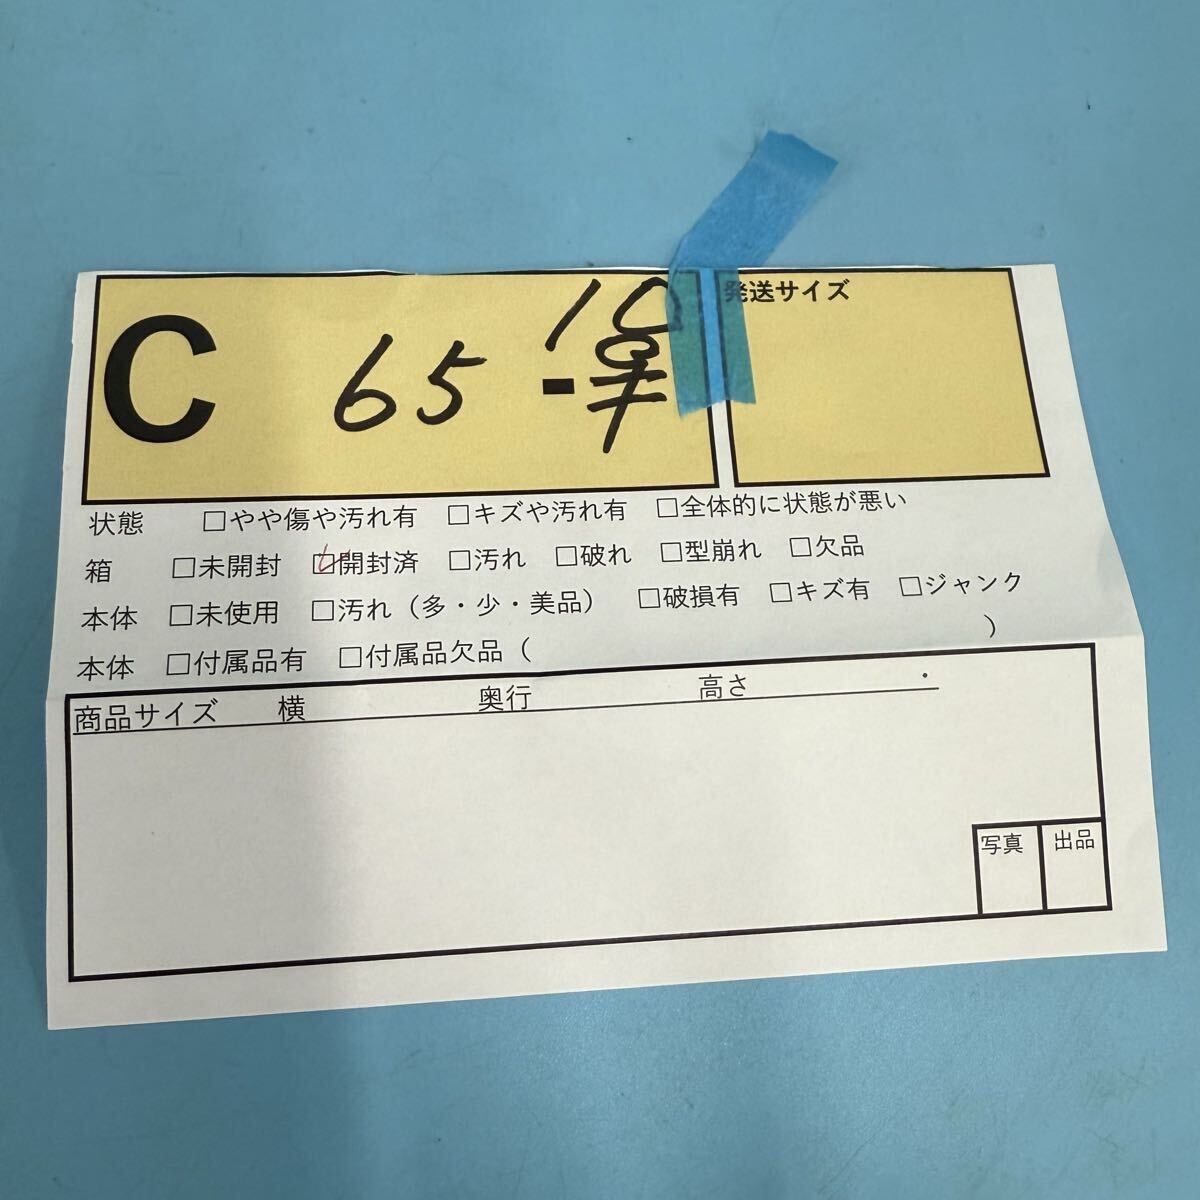 C 65 - 10
発送サイズ
状態 □やや傷や汚れ有 □キズや汚れ有 □全体的に状態が悪い
箱 □未開封 ☑開封済 □汚れ □破れ □型崩れ □欠品
本体 □未使用 □汚れ（多・少・美品） □破損有 □キズ有 □ジャンク
本体 □付属品有 □付属品欠品（ ）
商品サイズ 横 奥行 高さ ・
写真 出品